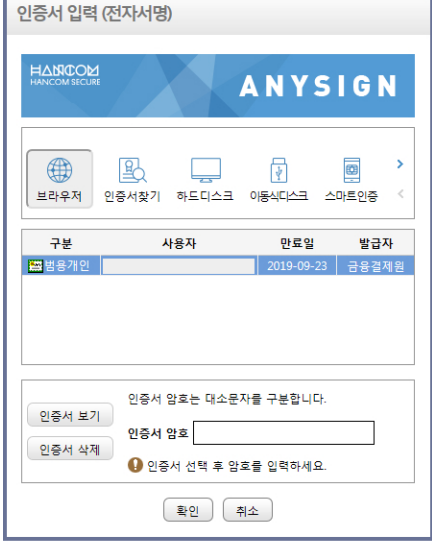 인증서 입력 (전자서명)
HANCOM
HANCOM SECURE
ANYSIGN
브라우저 인증서찾기 하드디스크 이동식디스크 스마트인증
구분 사용자 만료일 발급자
범용개인 2019-09-23 금융결제원
인증서 암호는 대소문자를 구분합니다.
인증서 보기
인증서 암호
인증서 삭제
인증서 선택 후 암호를 입력하세요.
확인 취소